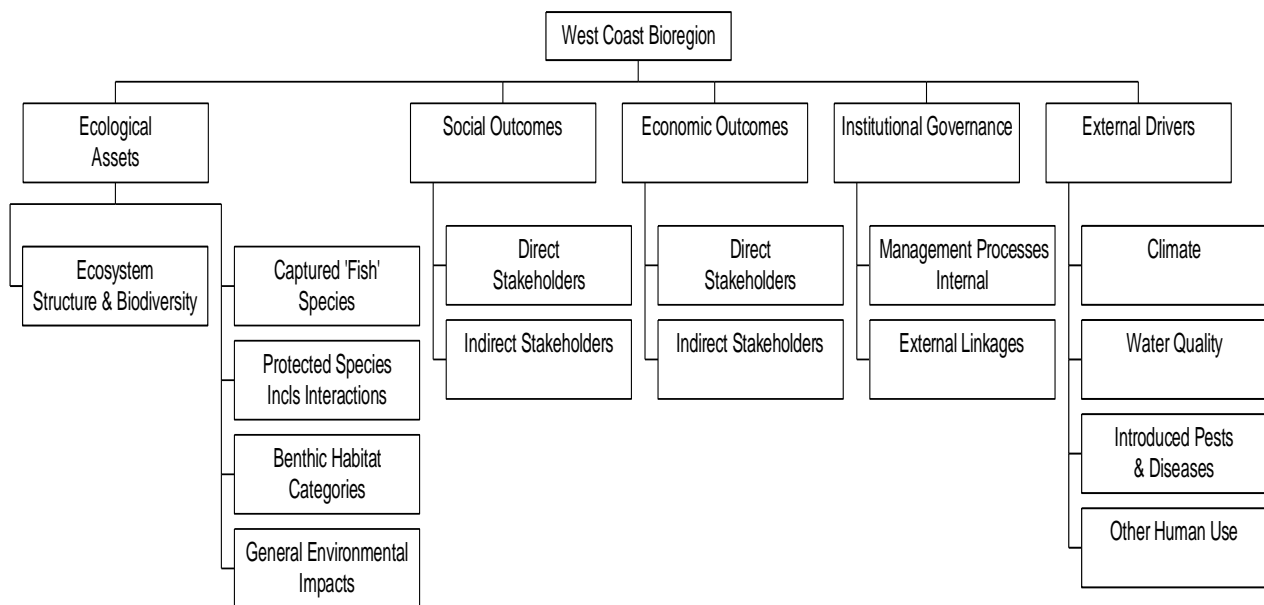 West Coast Bioregion
Ecological
Assets
Social Outcomes
Economic Outcomes
Institutional Governance
External Drivers
Ecosystem
Structure & Biodiversity
Captured 'Fish'
Species
Protected Species
Incls Interactions
Benthic Habitat
Categories
General Environmental
Impacts
Direct
Stakeholders
Indirect Stakeholders
Direct
Stakeholders
Indirect Stakeholders
Management Processes
Internal
External Linkages
Climate
Water Quality
Introduced Pests
& Diseases
Other Human Use